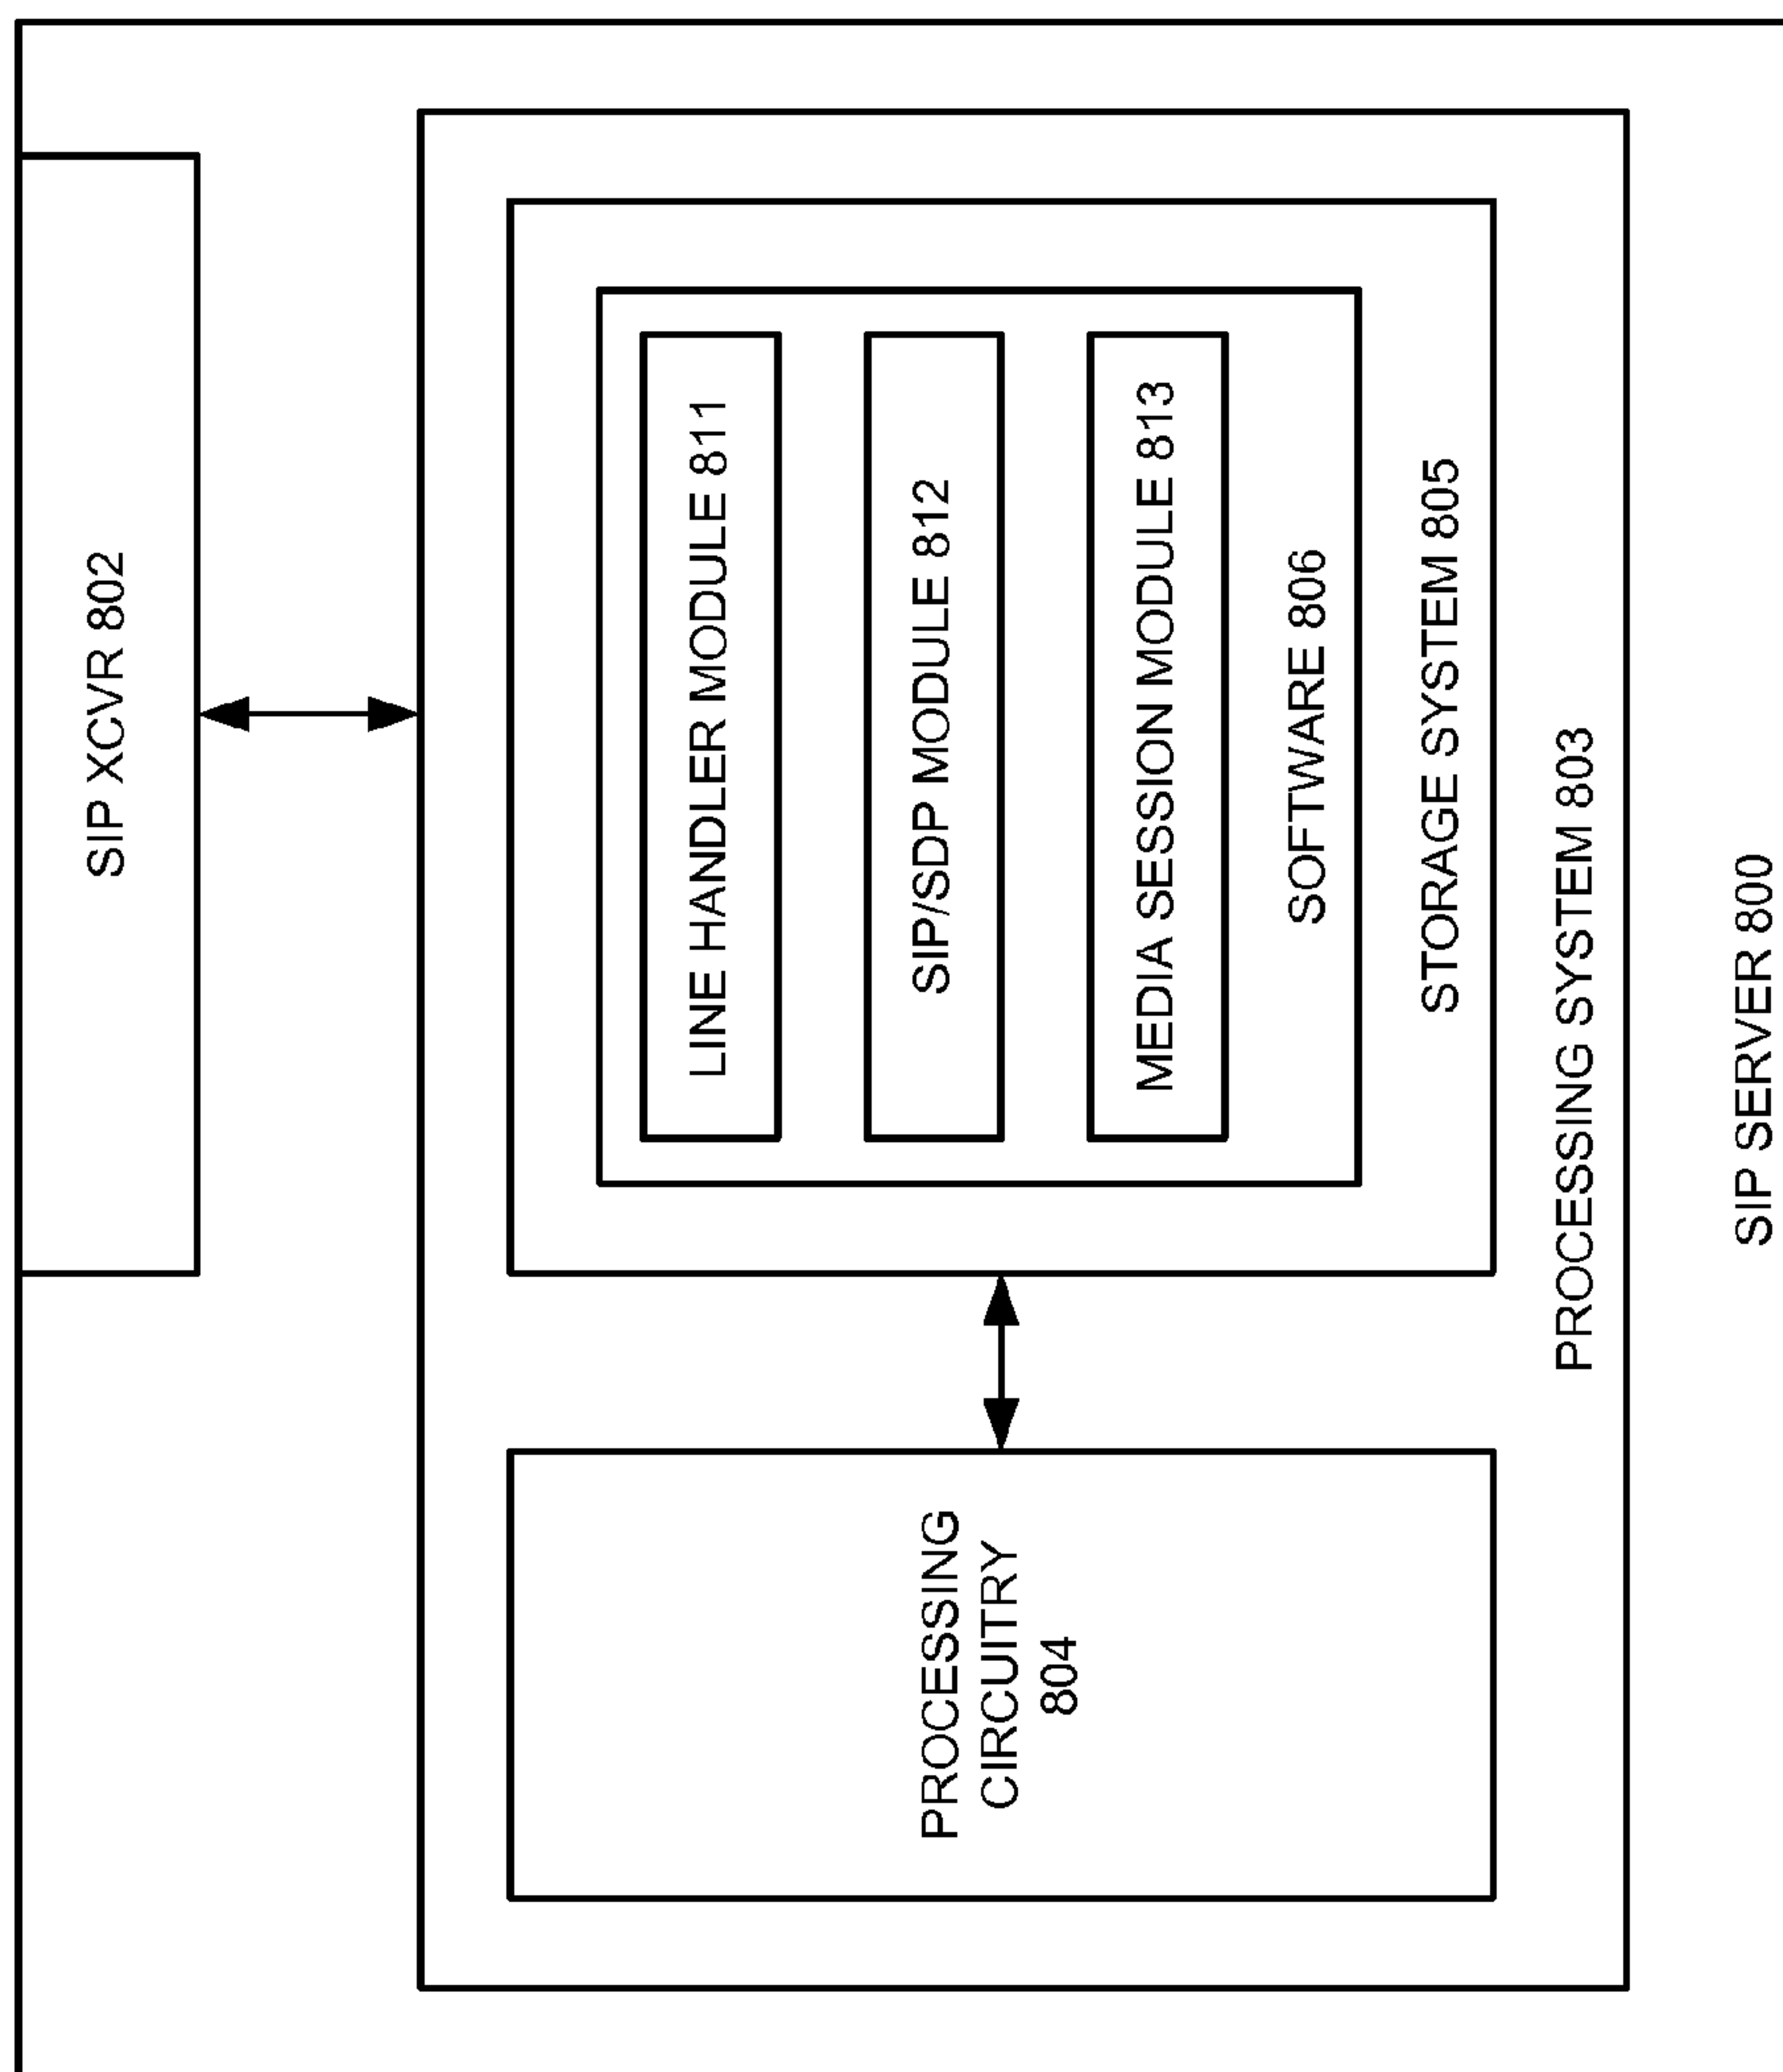 SIP XCVR 802
LINE HANDLER MODULE 811
SIP/SDP MODULE 812
MEDIA SESSION MODULE 813
SOFTWARE 806
STORAGE SYSTEM 805
PROCESSING
CIRCUITRY
804
PROCESSING SYSTEM 803
SIP SERVER 800